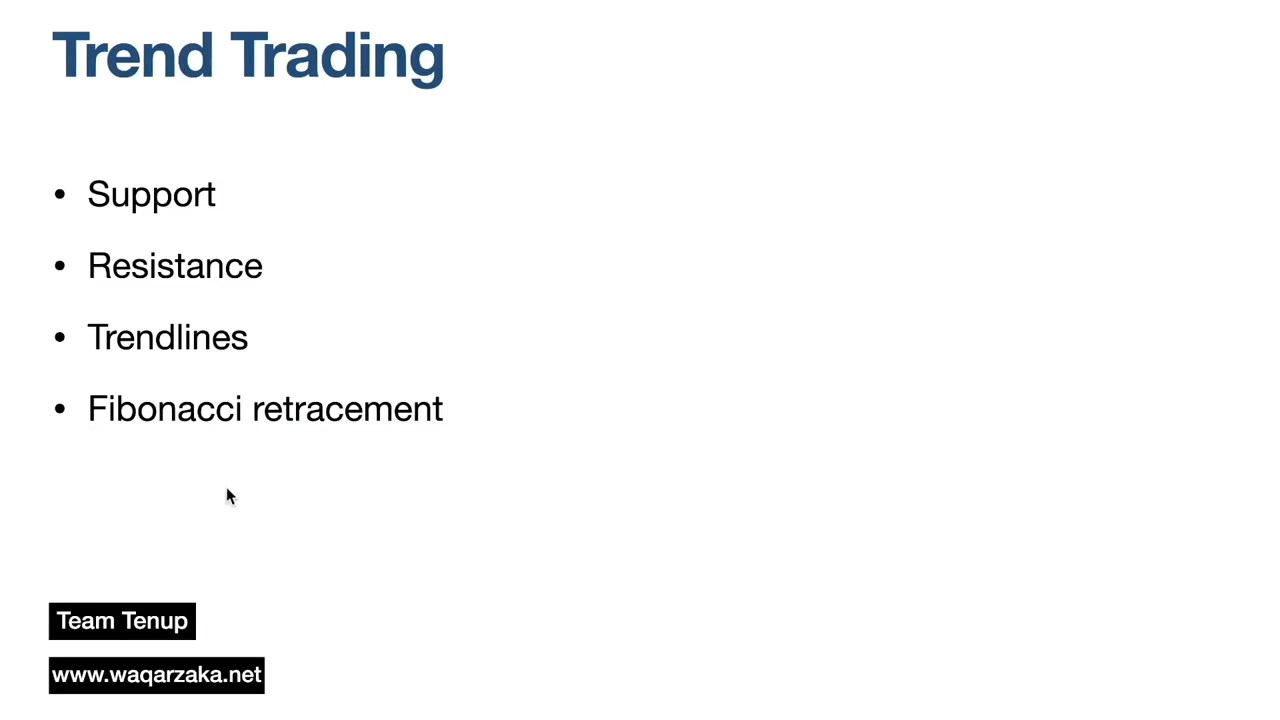 Trend Trading
• Support
• Resistance
• Trendlines
• Fibonacci retracement
Team Tenup
www.waqarzaka.net